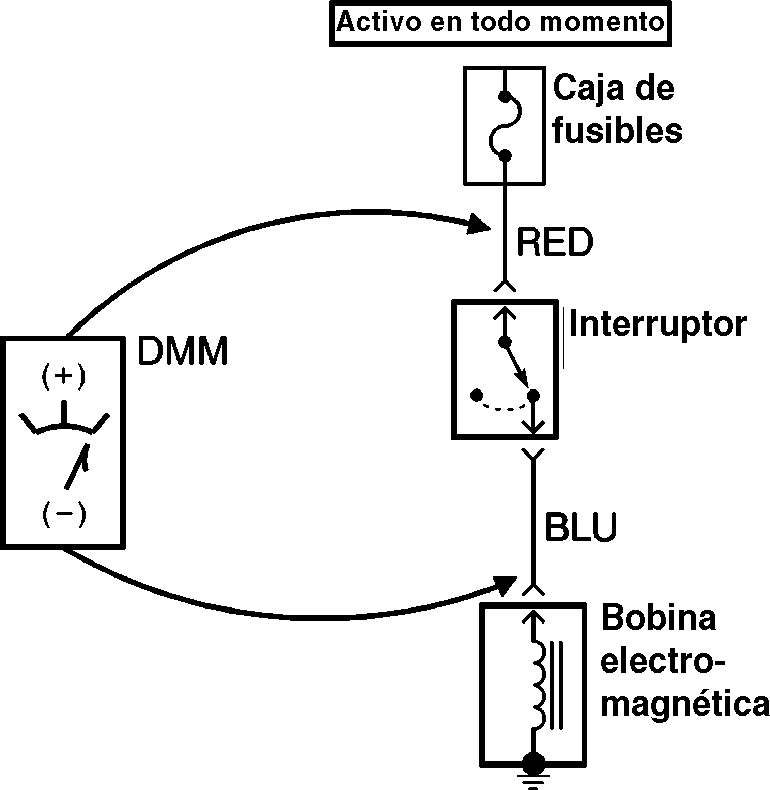 Activo en todo momento
Caja de
fusibles
RED
Interruptor
DMM
(+)
(−)
BLU
Bobina
electro-
magnética